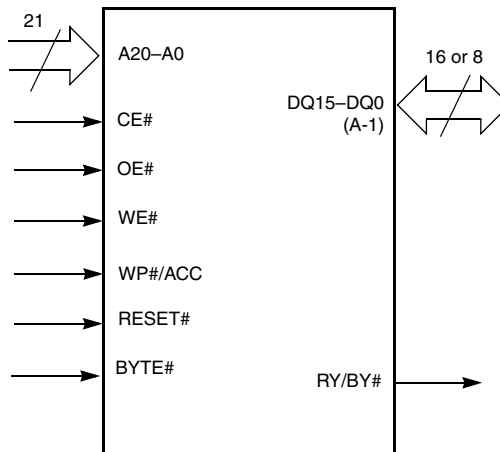 21
A20–A0
16 or 8
CE#
DQ15–DQ0
(A-1)
OE#
WE#
WP#/ACC
RESET#
BYTE#
RY/BY#